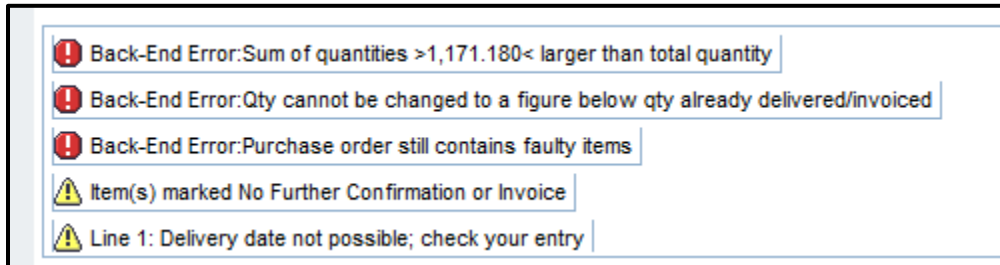 Back-End Error:Sum of quantities >1,171.180< larger than total quantity
Back-End Error:Qty cannot be changed to a figure below qty already delivered/invoiced
Back-End Error:Purchase order still contains faulty items
Item(s) marked No Further Confirmation or Invoice
Line 1: Delivery date not possible; check your entry